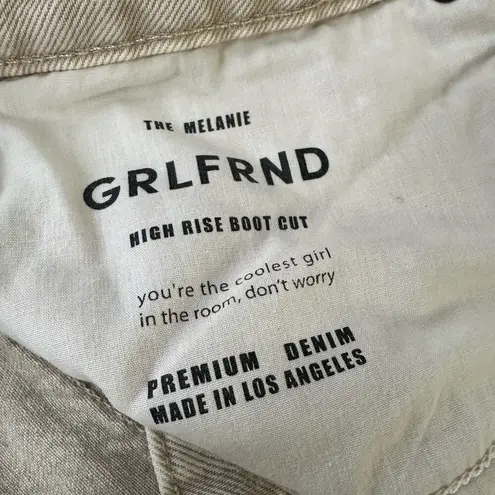 THE MELANIE
GRLFRND
HIGH RISE BOOT CUT
you're the coolest girl
in the room, don't worry
PREMIUM DENIM
MADE IN LOS ANGELES